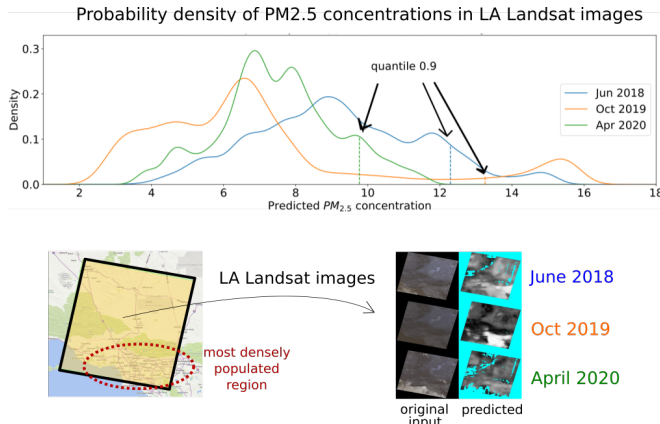 Probability density of PM2.5 concentrations in LA Landsat images
0.3
0.2
0.1
0.0
Density
quantile 0.9
Jun 2018
Oct 2019
Apr 2020
2 4 6 8 10 12 14 16 18
Predicted PM2.5 concentration
LA Landsat images
most densely
populated
region
June 2018
Oct 2019
April 2020
original
input
predicted